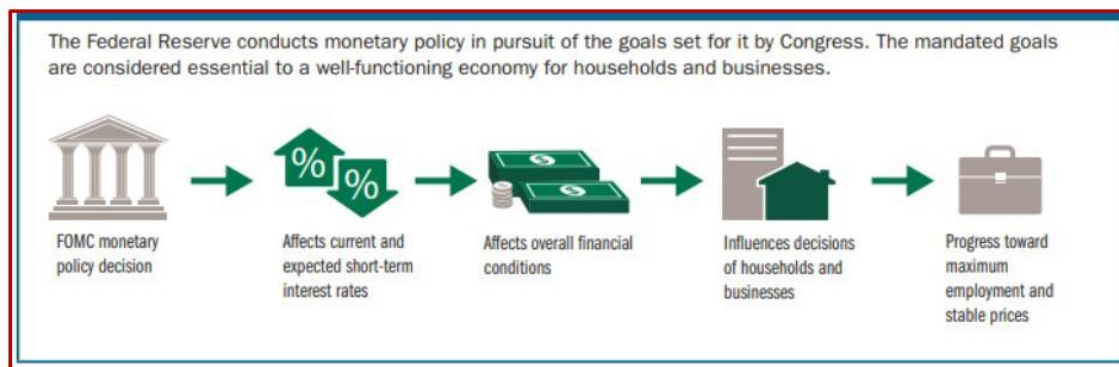 The Federal Reserve conducts monetary policy in pursuit of the goals set for it by Congress. The mandated goals
are considered essential to a well-functioning economy for households and businesses.
%
%
FOMC monetary
policy decision
Affects current and
expected short-term
interest rates
Affects overall financial
conditions
Influences decisions
of households and
businesses
Progress toward
maximum
employment and
stable prices